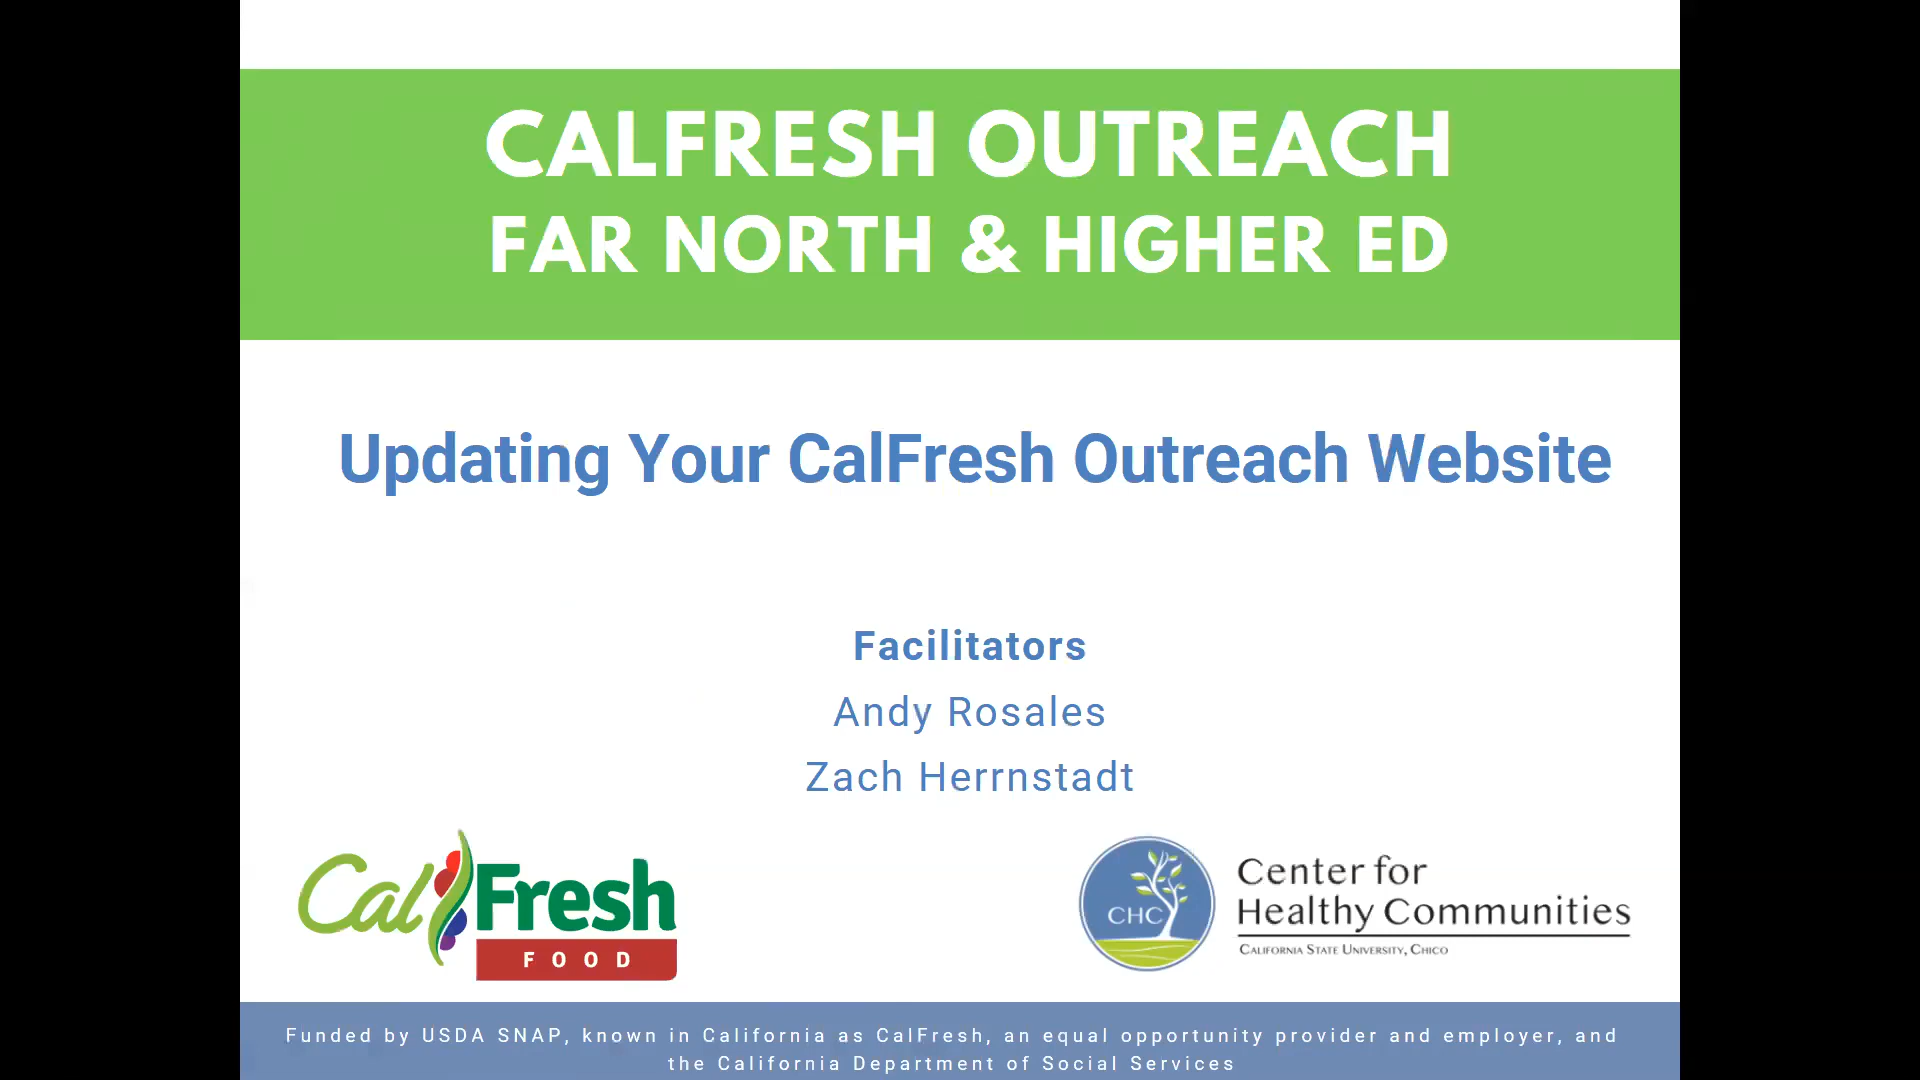 CALFRESH OUTREACH
FAR NORTH & HIGHER ED
Updating Your CalFresh Outreach Website
Facilitators
Andy Rosales
Zach Herrnstadt
CalFresh
FOOD
CHC
Center for
Healthy Communities
California State University, Chico
Funded by USDA SNAP, known in California as CalFresh, an equal opportunity provider and employer, and
the California Department of Social Services